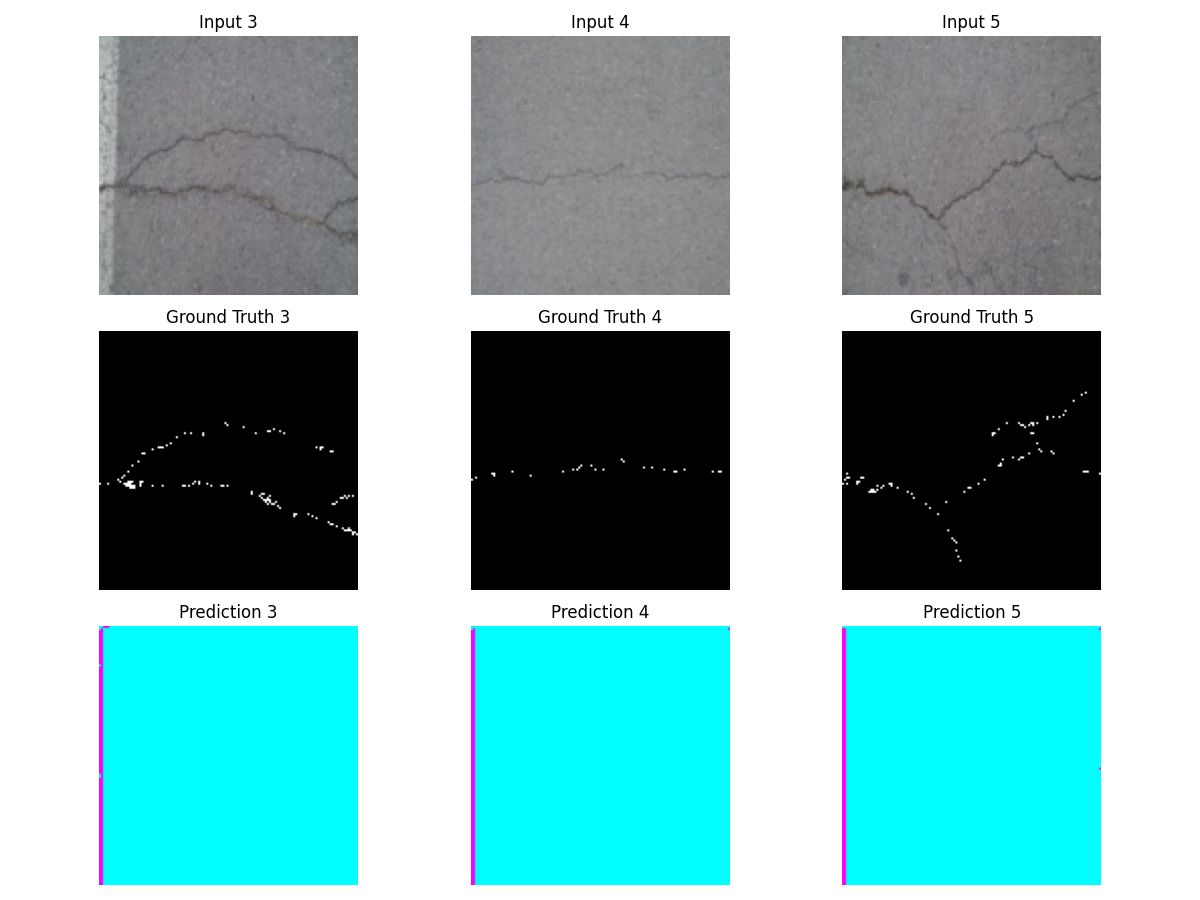 Input 3
Input 4
Input 5
Ground Truth 3
Ground Truth 4
Ground Truth 5
Prediction 3
Prediction 4
Prediction 5